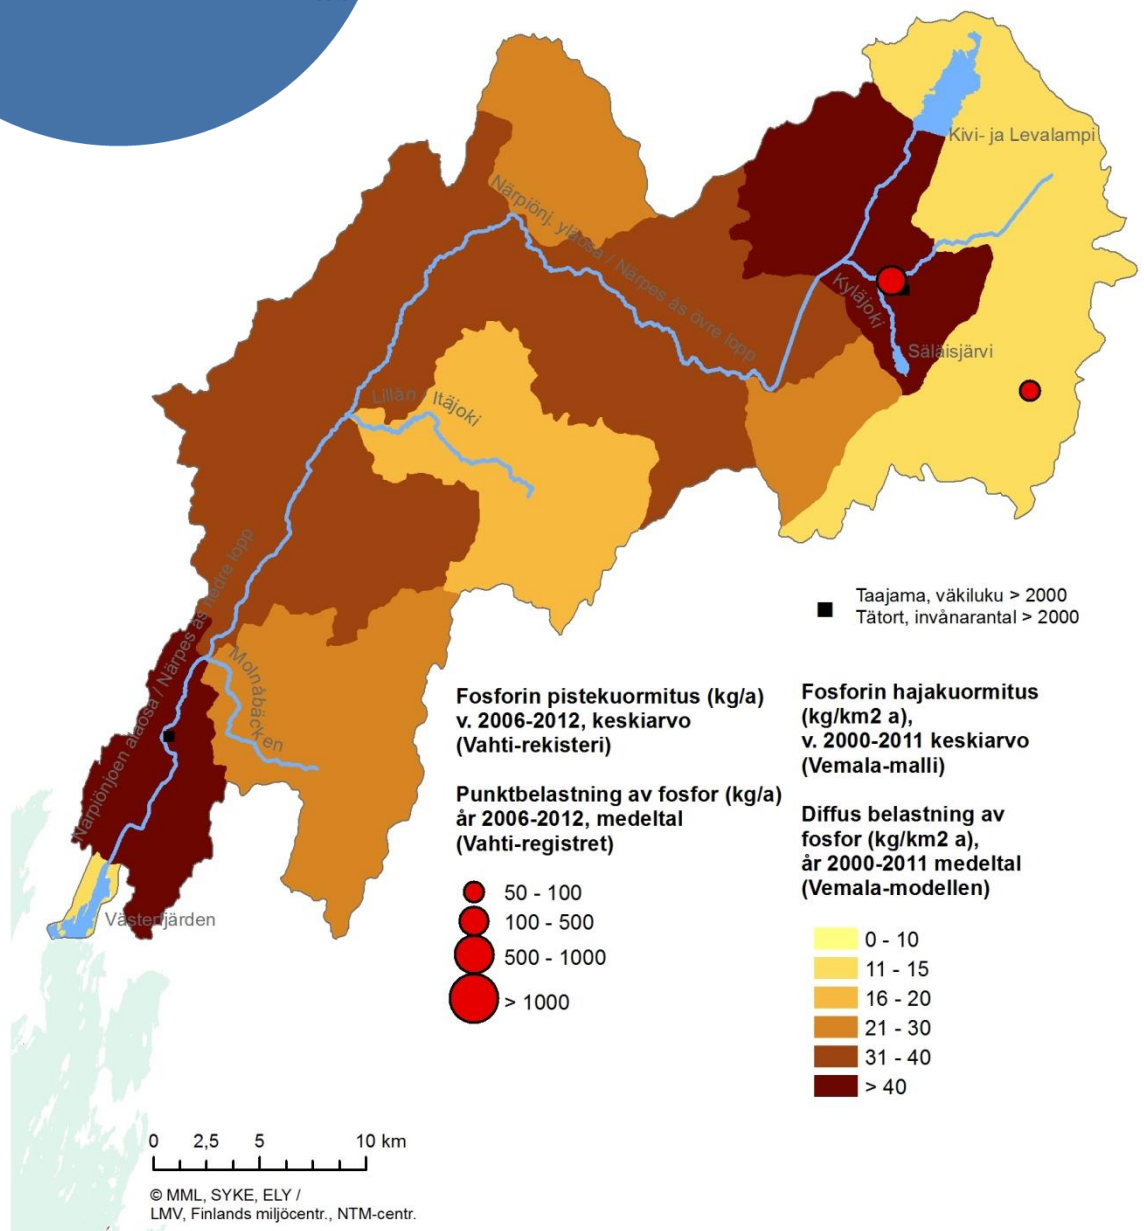 Kivi- ja Levalampi
Närpiönj. yläosa / Närpes ås övre lopp
Kyläjoki
Säläisjärvi
Lillån - Itäjoki
Närpiönjoen alaosa / Närpes ås nedre lopp
Molnåbäcken
Västerfjärden
Taajama, väkiluku > 2000
Tätort, invånarantal > 2000
Fosforin pistekuormitus (kg/a)
v. 2006-2012, keskiarvo
(Vahti-rekisteri)
Punktbelastning av fosfor (kg/a)
år 2006-2012, medeltal
(Vahti-registret)
50 - 100
100 - 500
500 - 1000
> 1000
Fosforin hajakuormitus
(kg/km2 a),
v. 2000-2011 keskiarvo
(Vemala-malli)
Diffus belastning av
fosfor (kg/km2 a),
år 2000-2011 medeltal
(Vemala-modellen)
0 - 10
11 - 15
16 - 20
21 - 30
31 - 40
> 40
0 2,5 5 10 km
© MML, SYKE, ELY /
LMV, Finlands miljöcentr., NTM-centr.